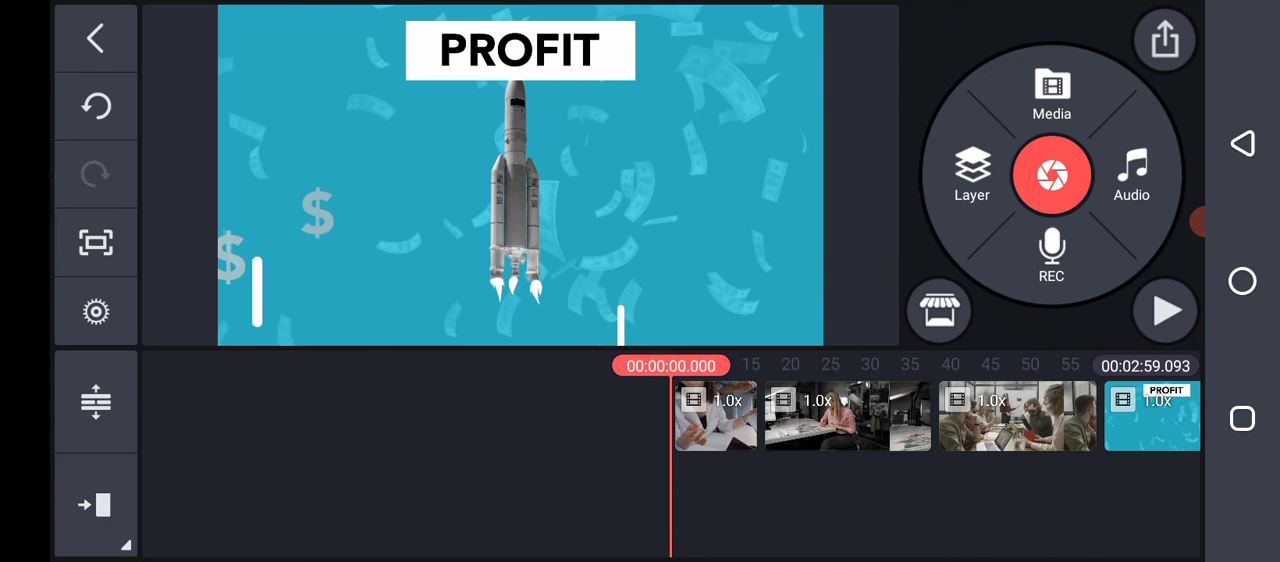 PROFIT
$
$
Media
Layer
Audio
REC
00:00:00.000
15 20 25 30 35 40 45 50 55
00:02:59.093
1.0x
1.0x
1.0x
PROFIT
1.0x